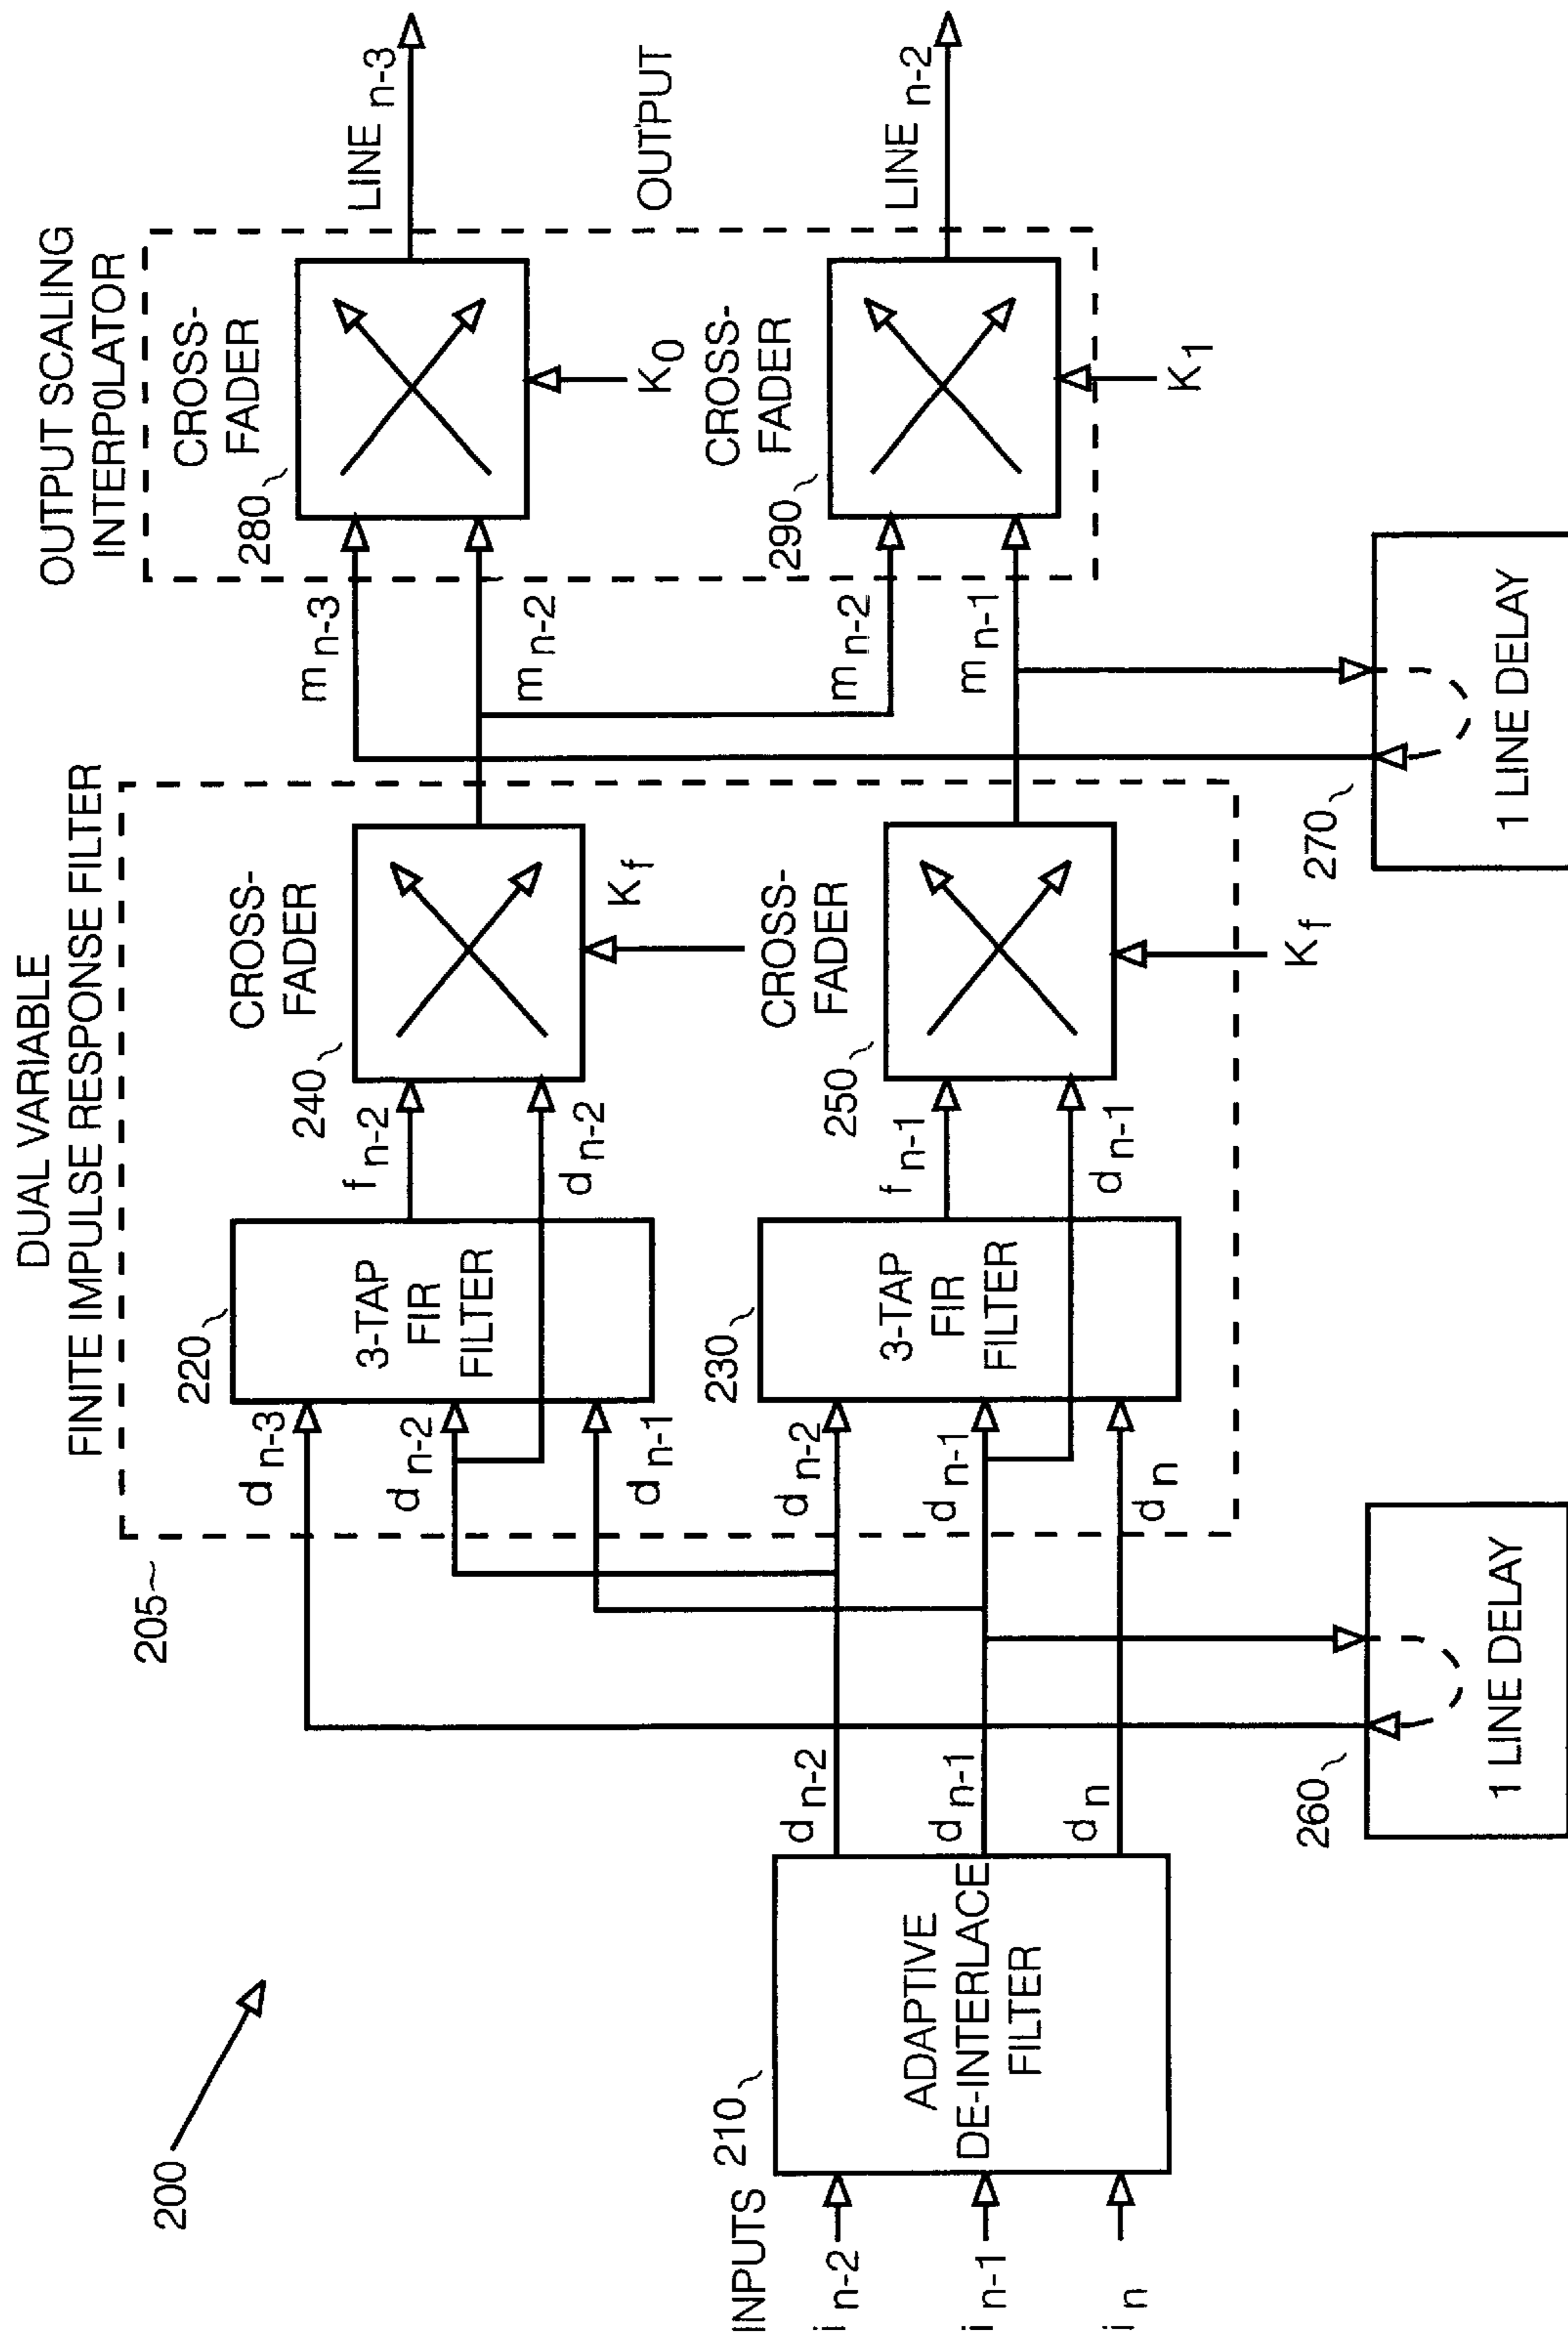 200
INPUTS
i n-2
i n-1
i n
210
ADAPTIVE
DE-INTERLACE
FILTER
d n-2
d n-1
d n
260
1 LINE DELAY
205
DUAL VARIABLE
FINITE IMPULSE RESPONSE FILTER
d n-3
d n-2
d n-1
220
3-TAP
FIR
FILTER
d n-2
d n-1
d n
230
3-TAP
FIR
FILTER
f n-2
d n-2
240
CROSS-
FADER
K f
f n-1
d n-1
250
CROSS-
FADER
K f
270
1 LINE DELAY
OUTPUT SCALING
INTERPOLATOR
m n-3
m n-2
280
CROSS-
FADER
K 0
m n-2
m n-1
290
CROSS-
FADER
K 1
LINE n-3
OUTPUT
LINE n-2